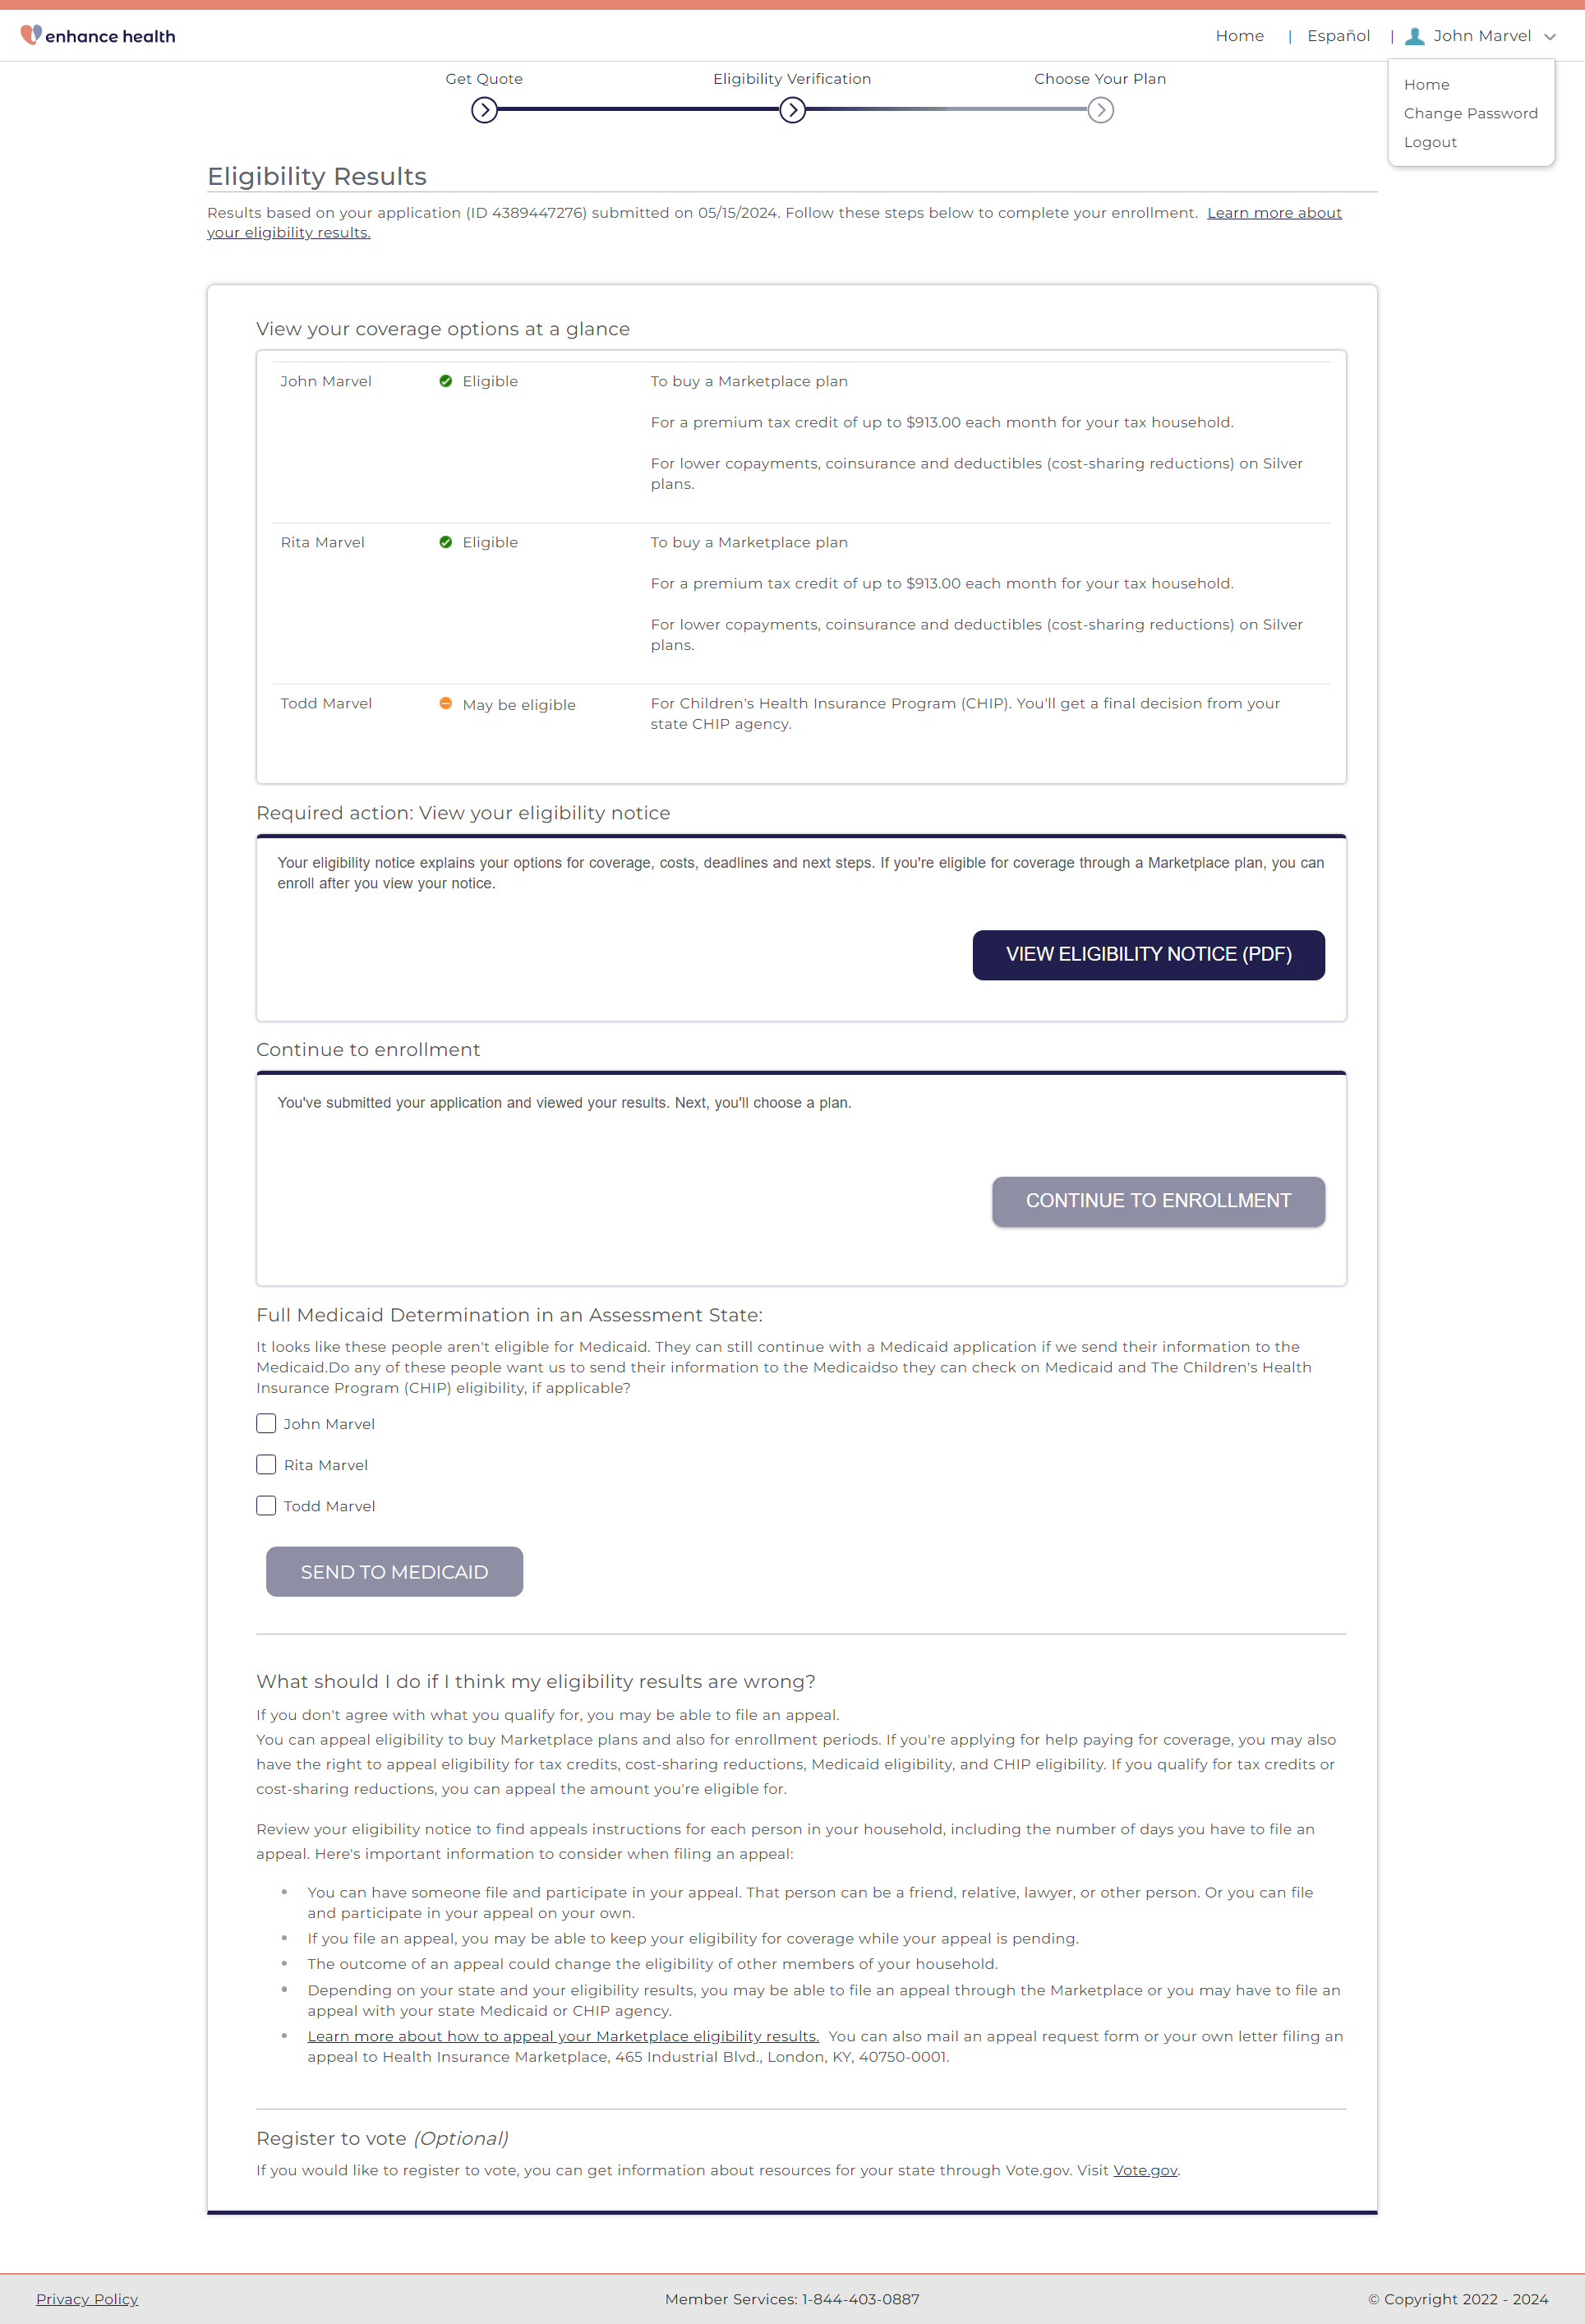 enhance health
Home | Español | John Marvel
Home
Change Password
Logout
Get Quote Eligibility Verification Choose Your Plan
Eligibility Results
Results based on your application (ID 4389447276) submitted on 05/15/2024. Follow these steps below to complete your enrollment. Learn more about
your eligibility results.
View your coverage options at a glance
John Marvel Eligible To buy a Marketplace plan
For a premium tax credit of up to $913.00 each month for your tax household.
For lower copayments, coinsurance and deductibles (cost-sharing reductions) on Silver
plans.
Rita Marvel Eligible To buy a Marketplace plan
For a premium tax credit of up to $913.00 each month for your tax household.
For lower copayments, coinsurance and deductibles (cost-sharing reductions) on Silver
plans.
Todd Marvel May be eligible For Children's Health Insurance Program (CHIP). You'll get a final decision from your
state CHIP agency.
Required action: View your eligibility notice
Your eligibility notice explains your options for coverage, costs, deadlines and next steps. If you're eligible for coverage through a Marketplace plan, you can
enroll after you view your notice.
VIEW ELIGIBILITY NOTICE (PDF)
Continue to enrollment
You've submitted your application and viewed your results. Next, you'll choose a plan.
CONTINUE TO ENROLLMENT
Full Medicaid Determination in an Assessment State:
It looks like these people aren't eligible for Medicaid. They can still continue with a Medicaid application if we send their information to the
Medicaid.Do any of these people want us to send their information to the Medicaidso they can check on Medicaid and The Children's Health
Insurance Program (CHIP) eligibility, if applicable?
John Marvel
Rita Marvel
Todd Marvel
SEND TO MEDICAID
What should I do if I think my eligibility results are wrong?
If you don't agree with what you qualify for, you may be able to file an appeal.
You can appeal eligibility to buy Marketplace plans and also for enrollment periods. If you're applying for help paying for coverage, you may also
have the right to appeal eligibility for tax credits, cost-sharing reductions, Medicaid eligibility, and CHIP eligibility. If you qualify for tax credits or
cost-sharing reductions, you can appeal the amount you're eligible for.
Review your eligibility notice to find appeals instructions for each person in your household, including the number of days you have to file an
appeal. Here's important information to consider when filing an appeal:
• You can have someone file and participate in your appeal. That person can be a friend, relative, lawyer, or other person. Or you can file
and participate in your appeal on your own.
• If you file an appeal, you may be able to keep your eligibility for coverage while your appeal is pending.
• The outcome of an appeal could change the eligibility of other members of your household.
• Depending on your state and your eligibility results, you may be able to file an appeal through the Marketplace or you may have to file an
appeal with your state Medicaid or CHIP agency.
• Learn more about how to appeal your Marketplace eligibility results. You can also mail an appeal request form or your own letter filing an
appeal to Health Insurance Marketplace, 465 Industrial Blvd., London, KY, 40750-0001.
Register to vote (Optional)
If you would like to register to vote, you can get information about resources for your state through Vote.gov. Visit Vote.gov.
Privacy Policy Member Services: 1-844-403-0887 © Copyright 2022 - 2024